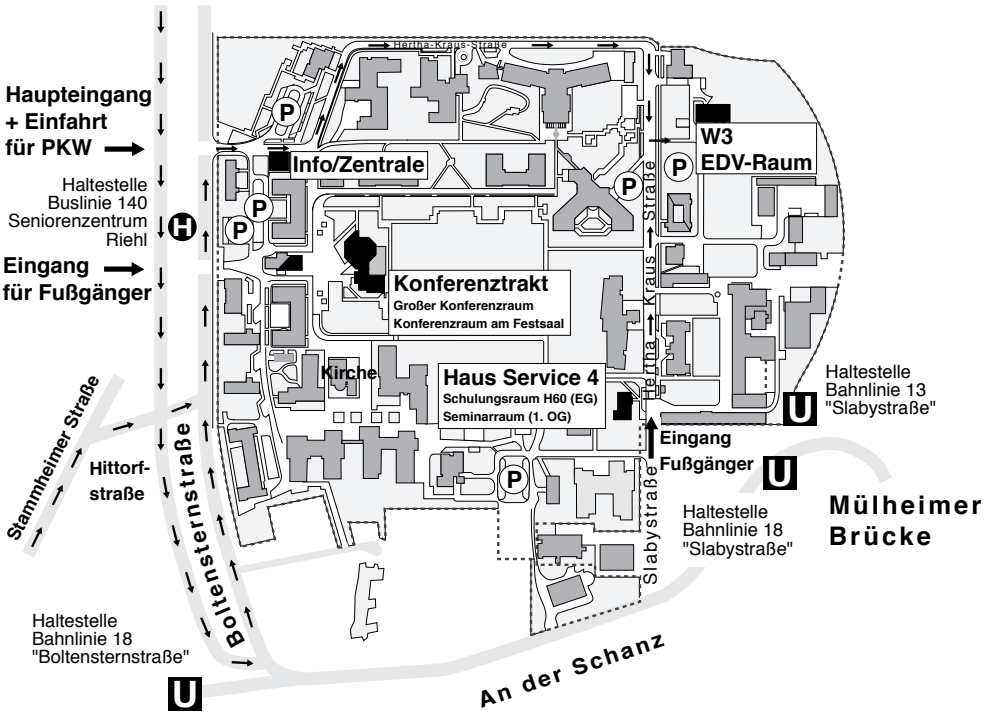 Hertha-Kraus-Straße
Haupteingang
+ Einfahrt
für PKW
P
Info/Zentrale
W3
EDV-Raum
P
P
Haltestelle
Buslinie 140
Seniorenzentrum
Riehl
H
P
P
Eingang
für Fußgänger
Konferenztrakt
Großer Konferenzraum
Konferenzraum am Festsaal
Hertha Kraus Straße
Kirche
Haus Service 4
Schulungsraum H60 (EG)
Seminarraum (1. OG)
Haltestelle
Bahnlinie 13
"Slabystraße"
U
Stammheimer Straße
Hittorf-
straße
Boltensternstraße
Eingang
Fußgänger
U
P
Slabystraße
Haltestelle
Bahnlinie 18
"Slabystraße"
Mülheimer
Brücke
Haltestelle
Bahnlinie 18
"Boltensternstraße"
U
An der Schanz